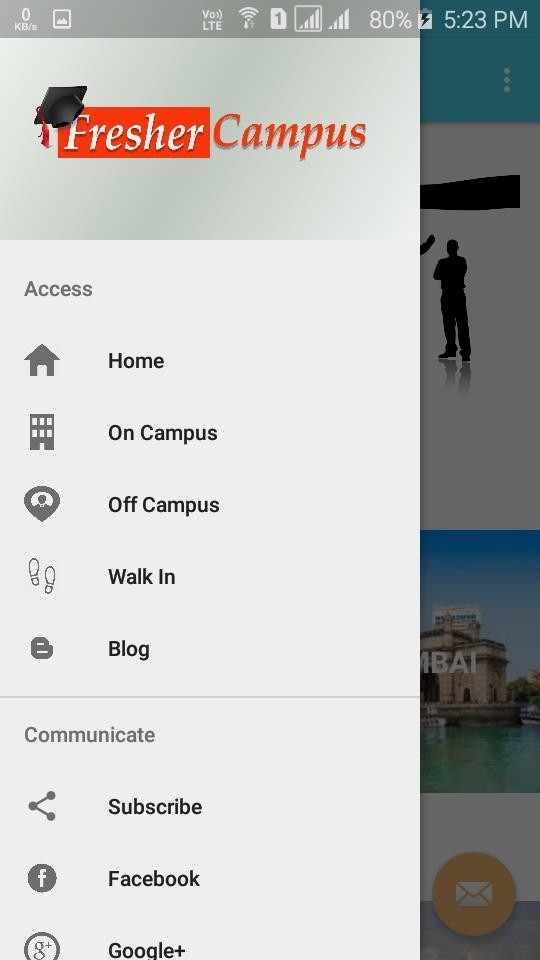 0
KB/s
Vo))
LTE
1
80%
5:23 PM
Fresher Campus
Access
Home
On Campus
Off Campus
Walk In
Blog
MBAI
Communicate
Subscribe
Facebook
Google+